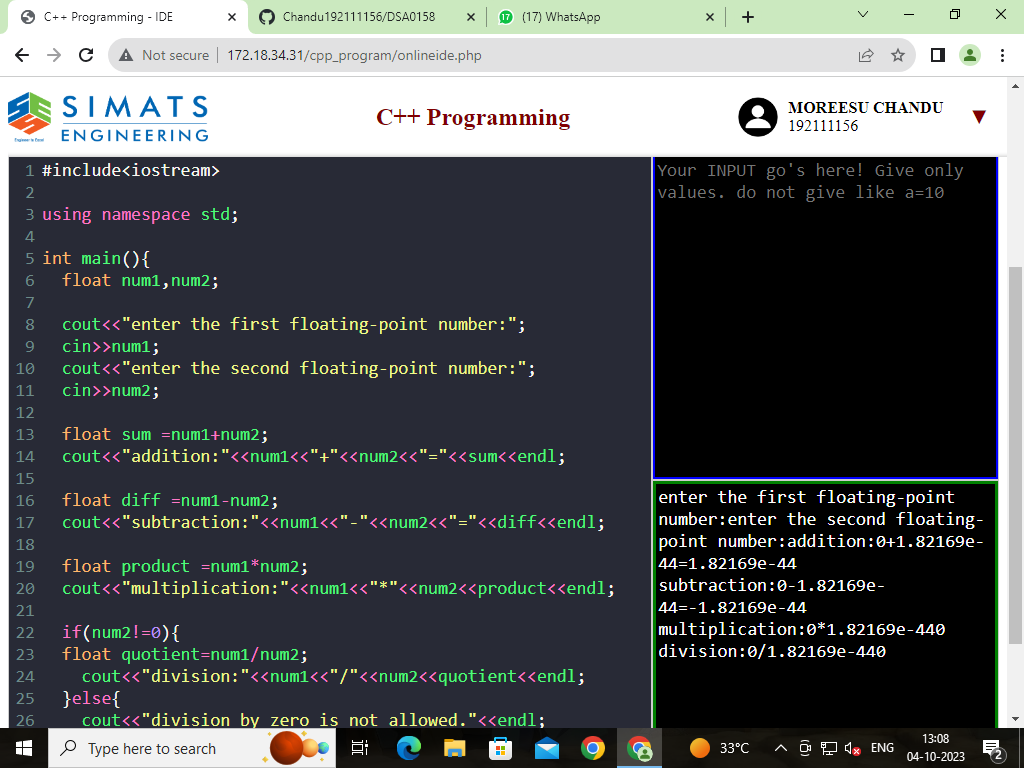 C++ Programming - IDE
Chandu192111156/DSA0158
17
(17) WhatsApp
Not secure
172.18.34.31/cpp_program/onlineide.php
SIMATS
ENGINEERING
Engineer to Excel
C++ Programming
MOREESU CHANDU
192111156
1 #include<iostream>
2
3 using namespace std;
4
5 int main(){
6 float num1,num2;
7
8 cout<<"enter the first floating-point number:";
9 cin>>num1;
10 cout<<"enter the second floating-point number:";
11 cin>>num2;
12
13 float sum =num1+num2;
14 cout<<"addition:"<<num1<<"+"<<num2<<"="<<sum<<endl;
15
16 float diff =num1-num2;
17 cout<<"subtraction:"<<num1<<"-"<<num2<<"="<<diff<<endl;
18
19 float product =num1*num2;
20 cout<<"multiplication:"<<num1<<"*"<<num2<<product<<endl;
21
22 if(num2!=0){
23 float quotient=num1/num2;
24 cout<<"division:"<<num1<<"/"<<num2<<quotient<<endl;
25 }else{
26 cout<<"division by zero is not allowed."<<endl;
Your INPUT go's here! Give only
values. do not give like a=10
enter the first floating-point
number:enter the second floating-
point number:addition:0+1.82169e-
44=1.82169e-44
subtraction:0-1.82169e-
44=-1.82169e-44
multiplication:0*1.82169e-440
division:0/1.82169e-440
Type here to search
33°C
ENG
13:08
04-10-2023
2